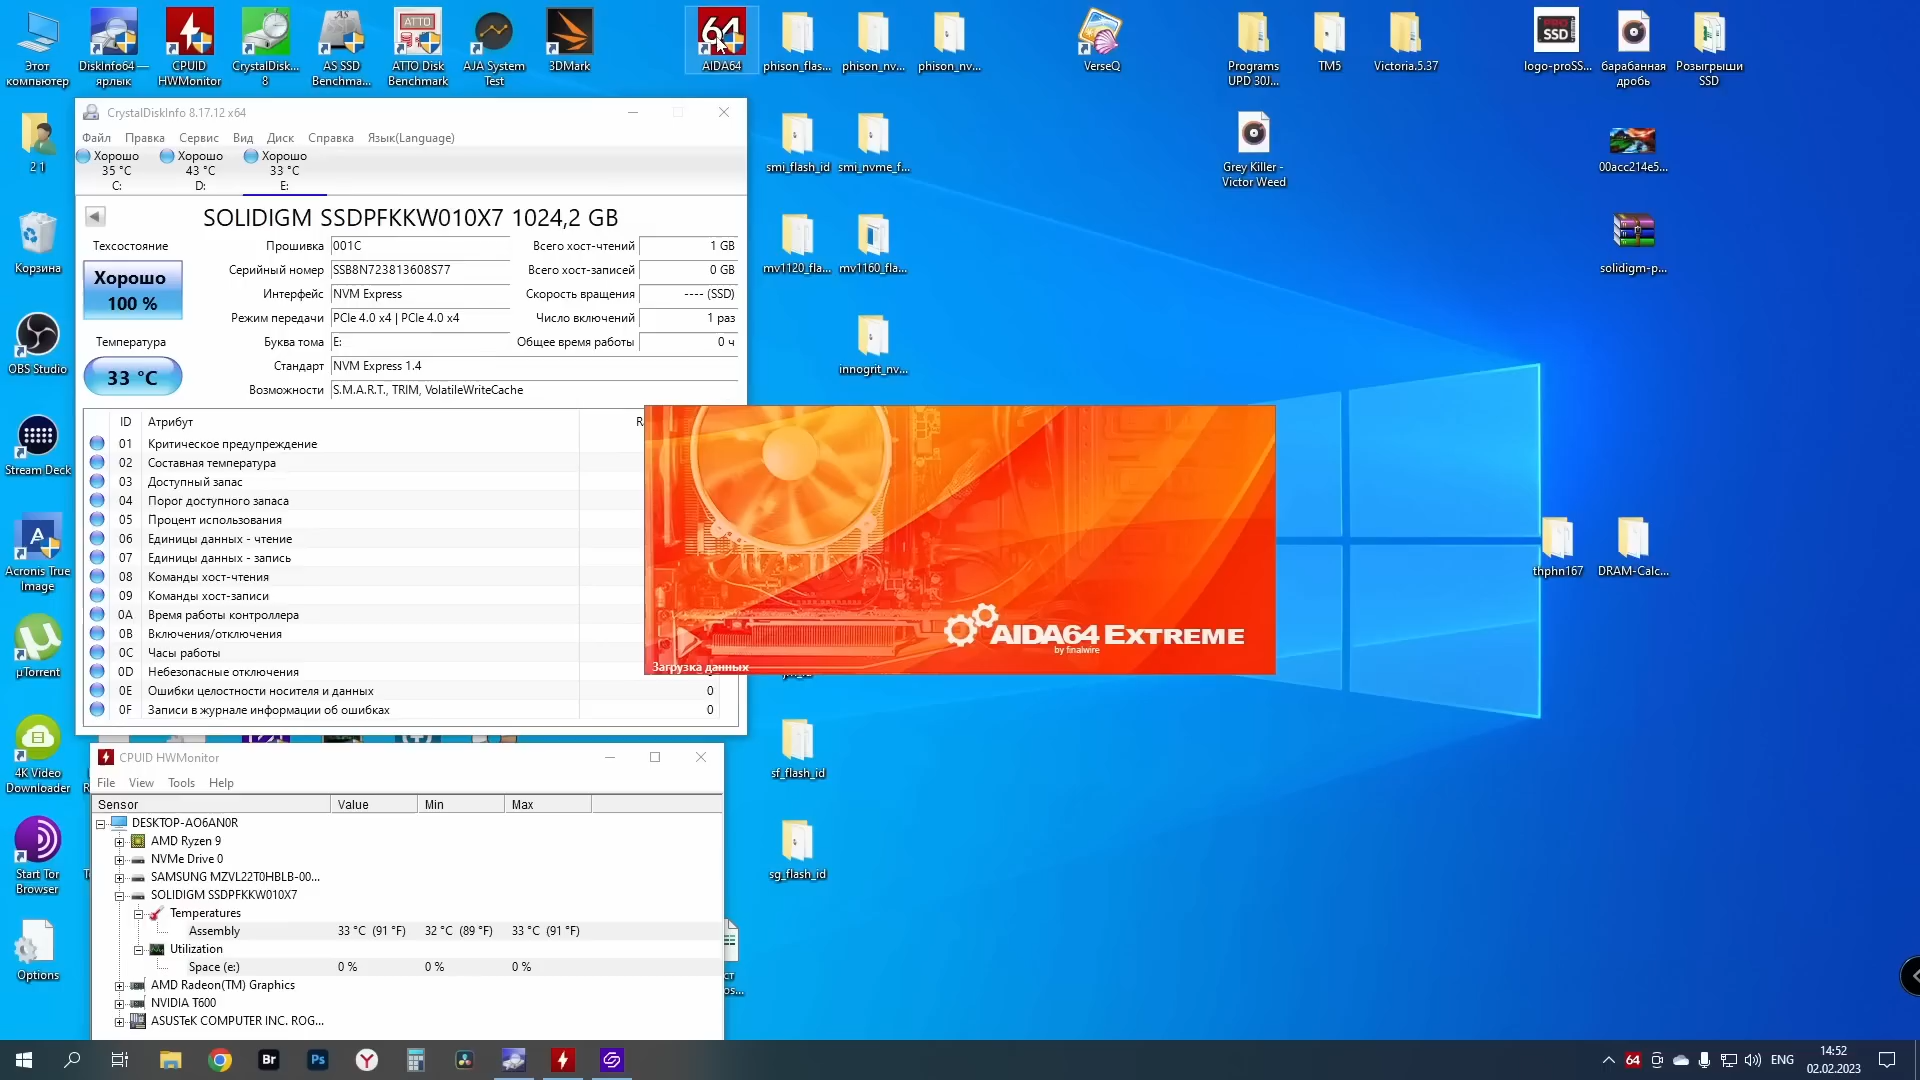 Этот компьютер
DiskInfo64 — ярлык
CPUID HWMonitor
CrystalDisk... 8
AS SSD Benchma...
ATTO Disk Benchmark
AJA System Test
3DMark
AIDA64
phison_flas...
phison_nv...
phison_nv...
VerseQ
Programs UPD 30J...
TM5
Victoria.5.37
logo-proSS...
барабанная дробь
Розыгрыши SSD
2 1
Корзина
OBS Studio
Stream Deck
Acronis True Image
µTorrent
4K Video Downloader
Start Tor Browser
Options
smi_flash_id
smi_nvme_f...
Grey Killer - Victor Weed
00acc214e5...
mv1120_fla...
mv1160_fla...
solidigm-p...
innogrit_nv...
thphn167
DRAM-Calc...
sf_flash_id
sg_flash_id
CrystalDiskInfo 8.17.12 x64
Файл Правка Сервис Вид Диск Справка Язык(Language)
Хорошо Хорошо Хорошо
35 °C 43 °C 33 °C
C: D: E:
SOLIDIGM SSDPFKKW010X7 1024,2 GB
Техсостояние
Хорошо
100 %
Температура
33 °C
Прошивка 001C
Серийный номер SSB8N723813608S77
Интерфейс NVM Express
Режим передачи PCIe 4.0 x4 | PCIe 4.0 x4
Буква тома E:
Стандарт NVM Express 1.4
Возможности S.M.A.R.T., TRIM, VolatileWriteCache
Всего хост-чтений 1 GB
Всего хост-записей 0 GB
Скорость вращения ---- (SSD)
Число включений 1 раз
Общее время работы 0 ч
ID Атрибут
01 Критическое предупреждение
02 Составная температура
03 Доступный запас
04 Порог доступного запаса
05 Процент использования
06 Единицы данных - чтение
07 Единицы данных - запись
08 Команды хост-чтения
09 Команды хост-записи
0A Время работы контроллера
0B Включения/отключения
0C Часы работы
0D Небезопасные отключения
0E Ошибки целостности носителя и данных 0
0F Записи в журнале информации об ошибках 0
AIDA64 EXTREME
by finalwire
Загрузка данных
CPUID HWMonitor
File View Tools Help
Sensor Value Min Max
DESKTOP-AO6AN0R
AMD Ryzen 9
NVMe Drive 0
SAMSUNG MZVL22T0HBLB-00...
SOLIDIGM SSDPFKKW010X7
Temperatures
Assembly 33 °C (91 °F) 32 °C (89 °F) 33 °C (91 °F)
Utilization
Space (e:) 0 % 0 % 0 %
AMD Radeon(TM) Graphics
NVIDIA T600
ASUSTeK COMPUTER INC. ROG...
Br
Ps
64
ENG
14:52
02.02.2023